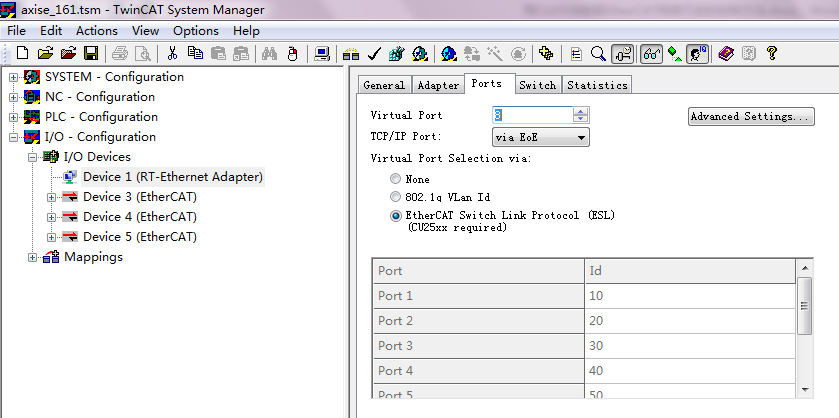 axise_161.tsm - TwinCAT System Manager
File Edit Actions View Options Help
SYSTEM - Configuration
NC - Configuration
PLC - Configuration
I/O - Configuration
I/O Devices
Device 1 (RT-Ethernet Adapter)
Device 3 (EtherCAT)
Device 4 (EtherCAT)
Device 5 (EtherCAT)
Mappings
General Adapter Ports Switch Statistics
Virtual Port 8 Advanced Settings...
TCP/IP Port: via EoE
Virtual Port Selection via:
None
802.1q VLan Id
EtherCAT Switch Link Protocol (ESL)
(CU25xx required)
Port Id
Port 1 10
Port 2 20
Port 3 30
Port 4 40
Port 5 50